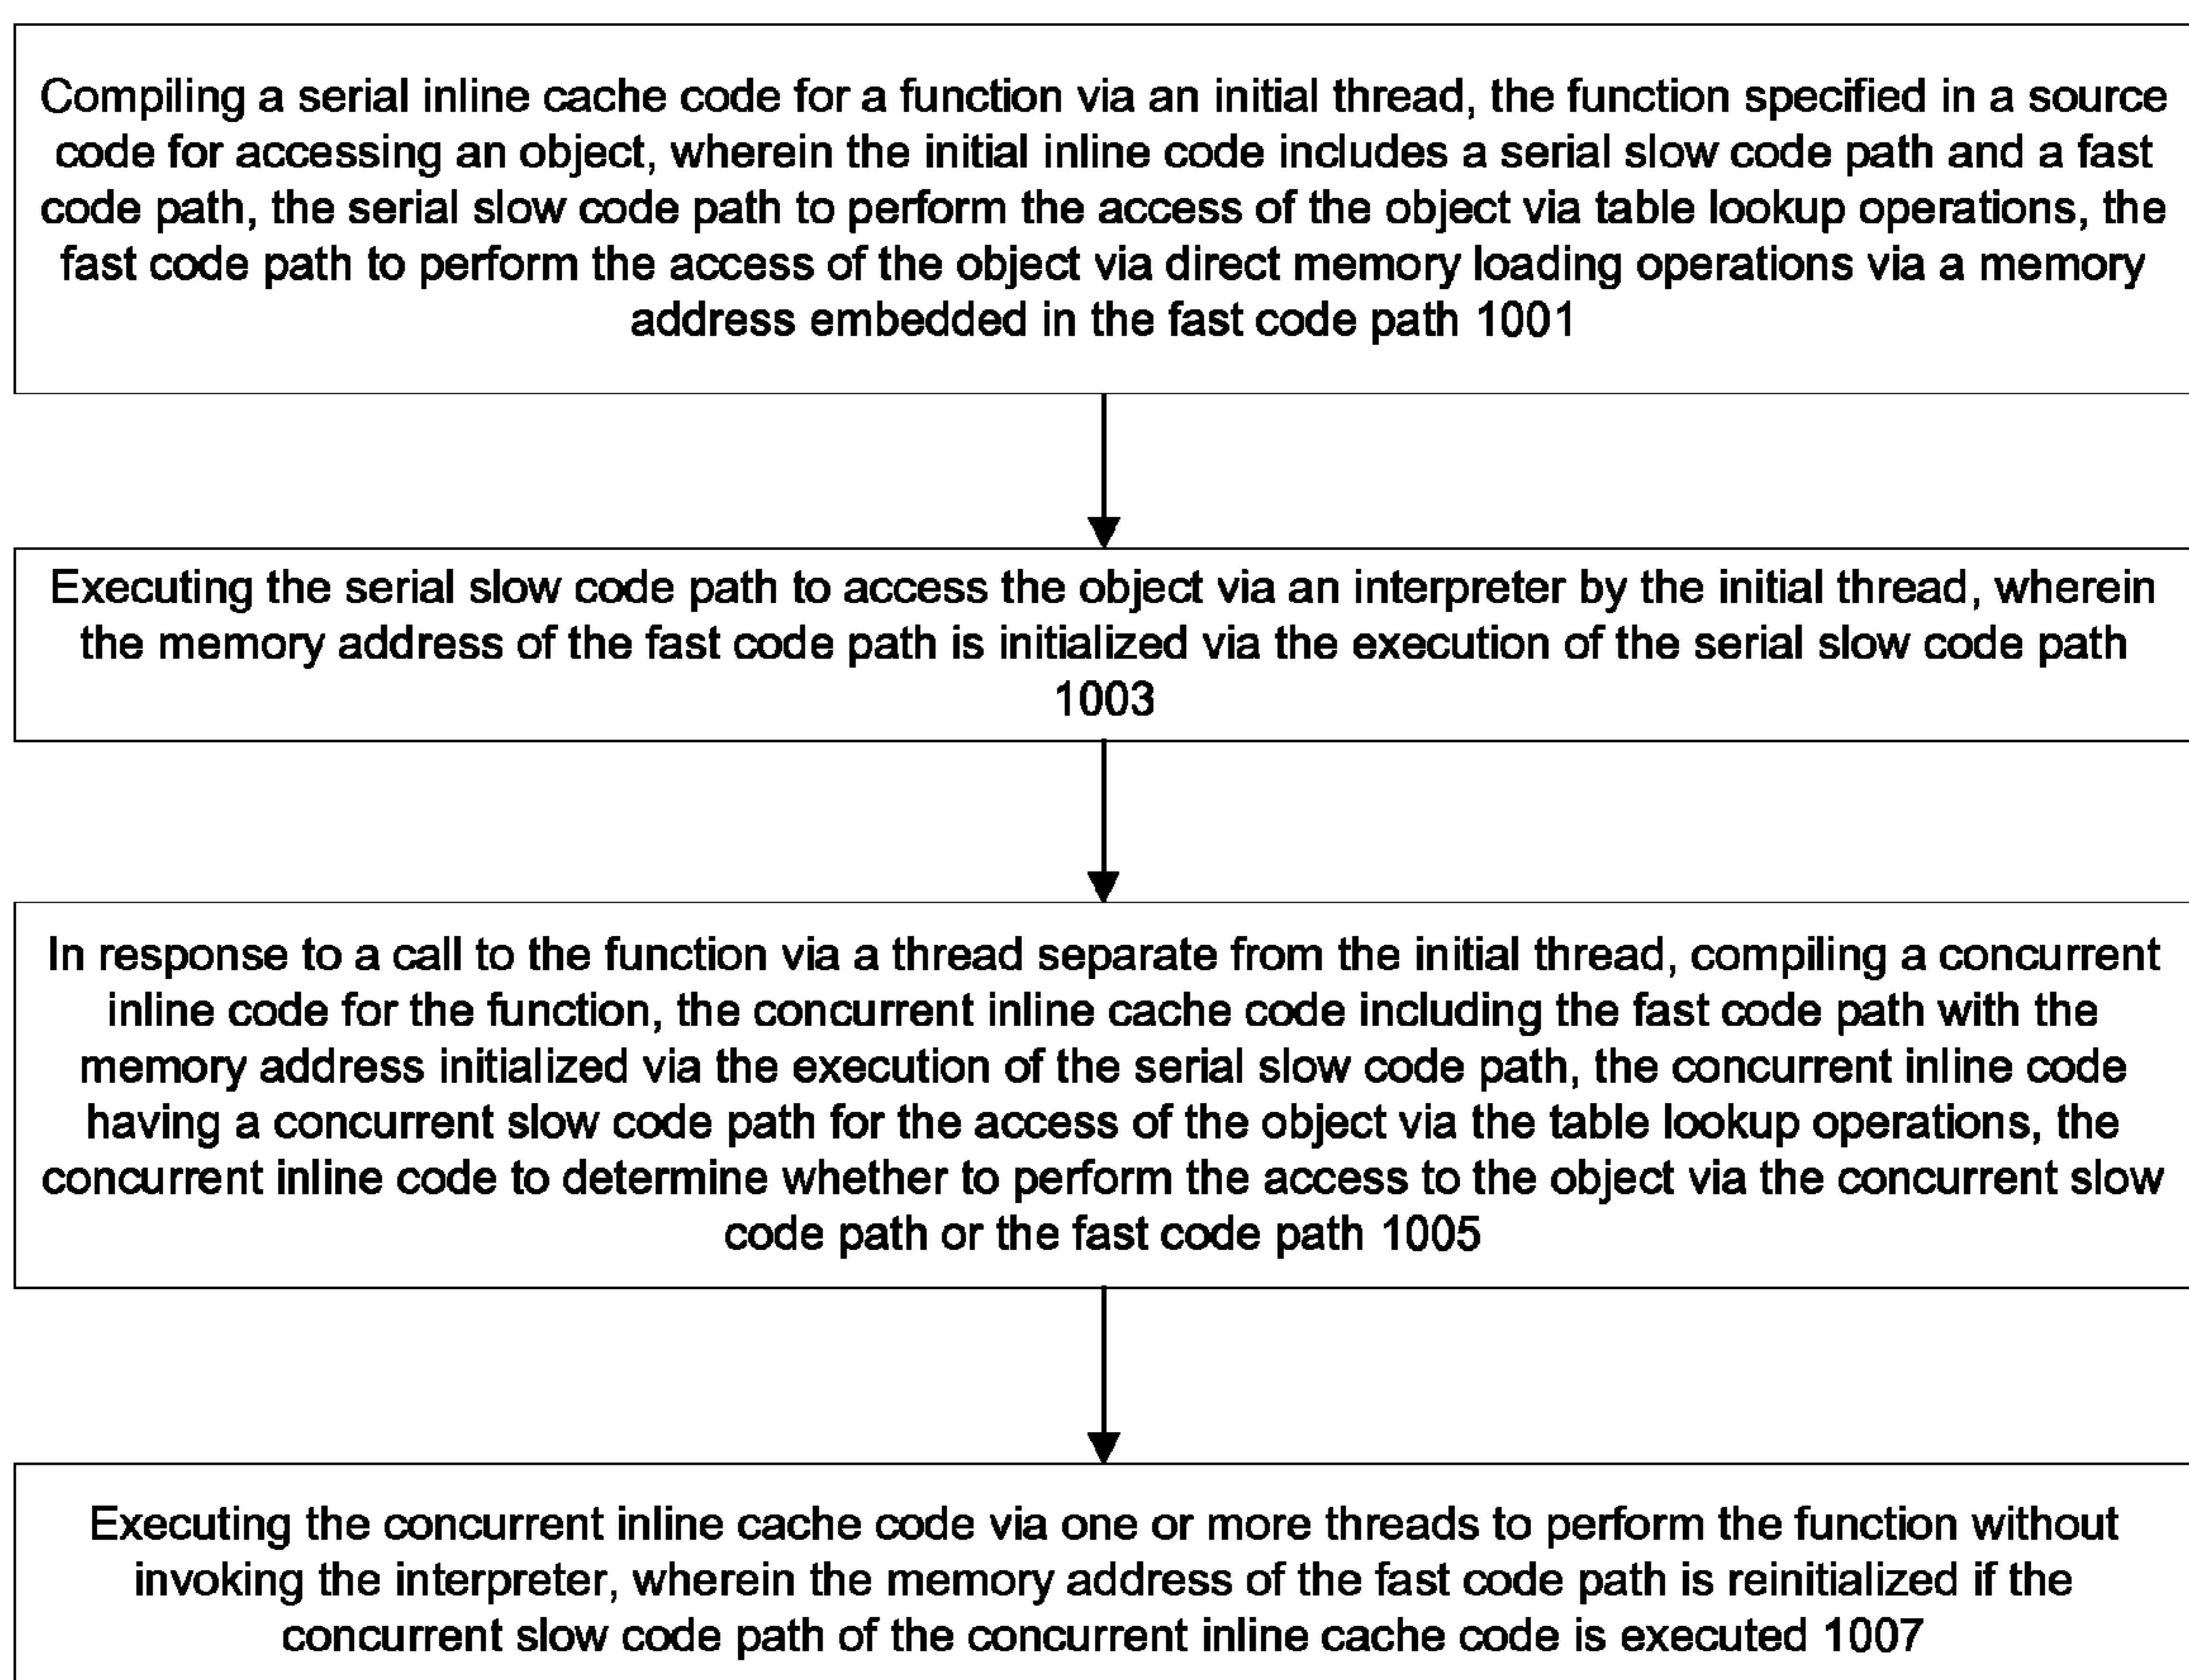 Compiling a serial inline cache code for a function via an initial thread, the function specified in a source
code for accessing an object, wherein the initial inline code includes a serial slow code path and a fast
code path, the serial slow code path to perform the access of the object via table lookup operations, the
fast code path to perform the access of the object via direct memory loading operations via a memory
address embedded in the fast code path 1001
Executing the serial slow code path to access the object via an interpreter by the initial thread, wherein
the memory address of the fast code path is initialized via the execution of the serial slow code path
1003
In response to a call to the function via a thread separate from the initial thread, compiling a concurrent
inline code for the function, the concurrent inline cache code including the fast code path with the
memory address initialized via the execution of the serial slow code path, the concurrent inline code
having a concurrent slow code path for the access of the object via the table lookup operations, the
concurrent inline code to determine whether to perform the access to the object via the concurrent slow
code path or the fast code path 1005
Executing the concurrent inline cache code via one or more threads to perform the function without
invoking the interpreter, wherein the memory address of the fast code path is reinitialized if the
concurrent slow code path of the concurrent inline cache code is executed 1007